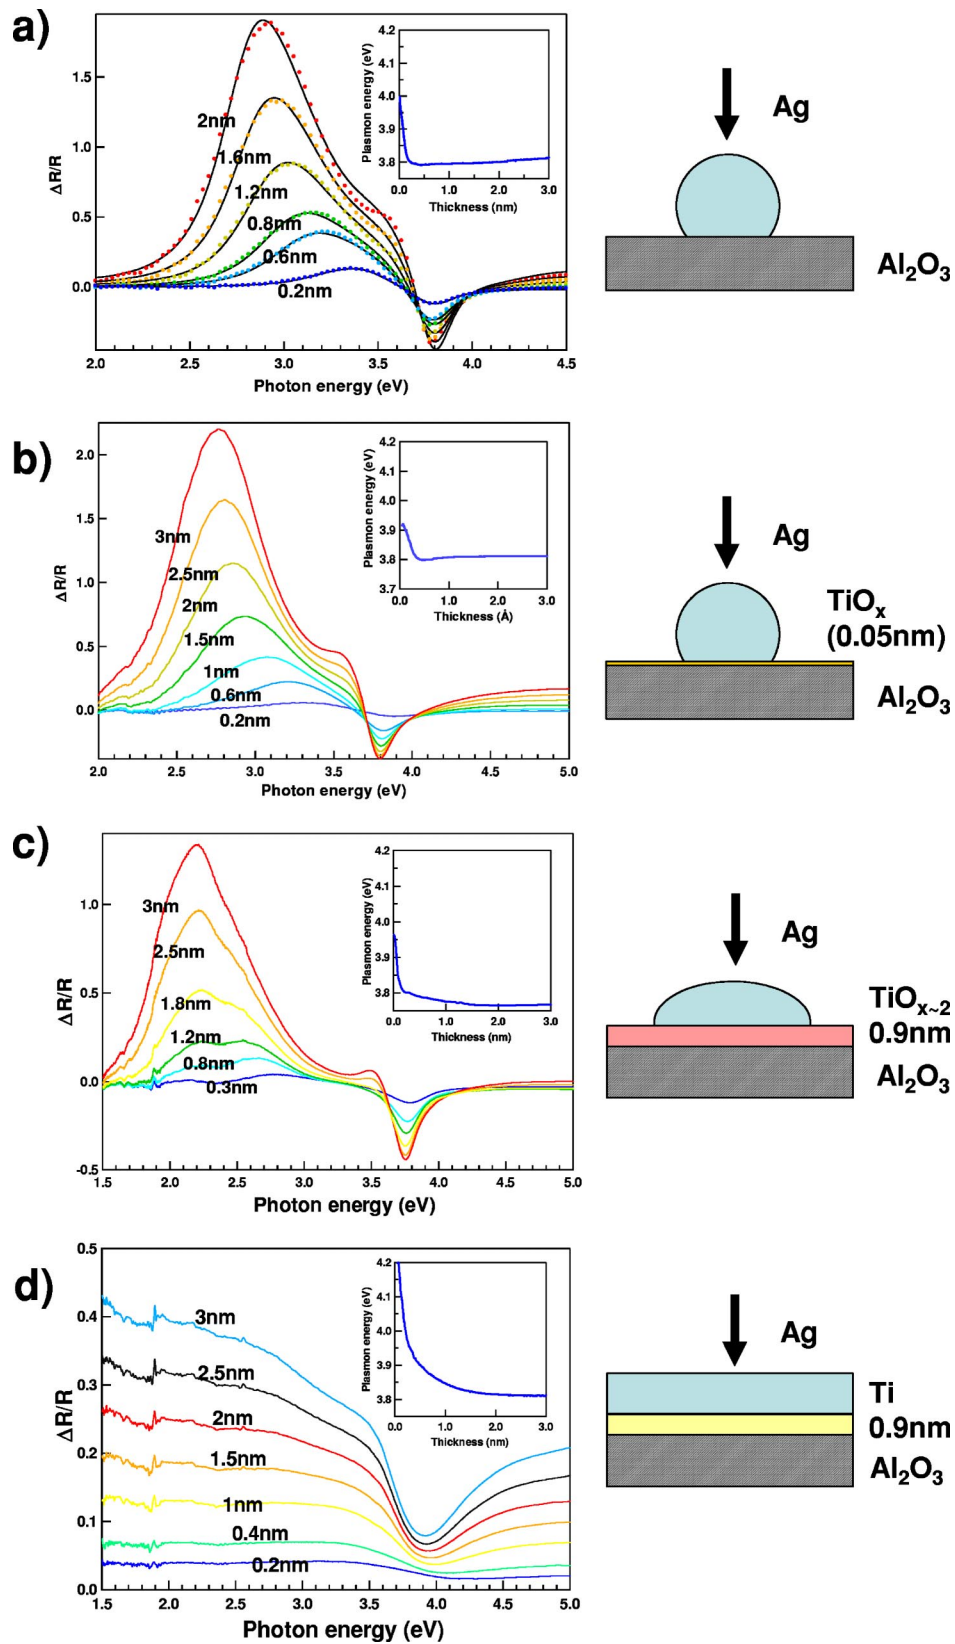 a)
ΔR/R
1.5
1.0
0.5
0.0
2nm
1.6nm
1.2nm
0.8nm
0.6nm
0.2nm
2.0 2.5 3.0 3.5 4.0 4.5
Photon energy (eV)
Plasmon energy (eV)
4.2
4.1
4.0
3.9
3.8
0.0 1.0 2.0 3.0
Thickness (nm)
Ag
Al2O3
b)
ΔR/R
2.0
1.5
1.0
0.5
0.0
3nm
2.5nm
2nm
1.5nm
1nm
0.6nm
0.2nm
2.0 2.5 3.0 3.5 4.0 4.5 5.0
Photon energy (eV)
Plasmon energy (eV)
4.2
4.1
4.0
3.9
3.8
3.7
0.0 1.0 2.0 3.0
Thickness (Å)
Ag
TiOx
(0.05nm)
Al2O3
c)
ΔR/R
1.0
0.5
0.0
-0.5
3nm
2.5nm
1.8nm
1.2nm
0.8nm
0.3nm
1.5 2.0 2.5 3.0 3.5 4.0 4.5 5.0
Photon energy (eV)
Plasmon energy (eV)
4.2
4.1
4.0
3.9
3.8
0.0 1.0 2.0 3.0
Thickness (nm)
Ag
TiOx~2
0.9nm
Al2O3
d)
ΔR/R
0.5
0.4
0.3
0.2
0.1
0.0
3nm
2.5nm
2nm
1.5nm
1nm
0.4nm
0.2nm
1.5 2.0 2.5 3.0 3.5 4.0 4.5 5.0
Photon energy (eV)
Plasmon energy (eV)
4.2
4.1
4.0
3.9
3.8
0.0 1.0 2.0 3.0
Thickness (nm)
Ag
Ti
0.9nm
Al2O3